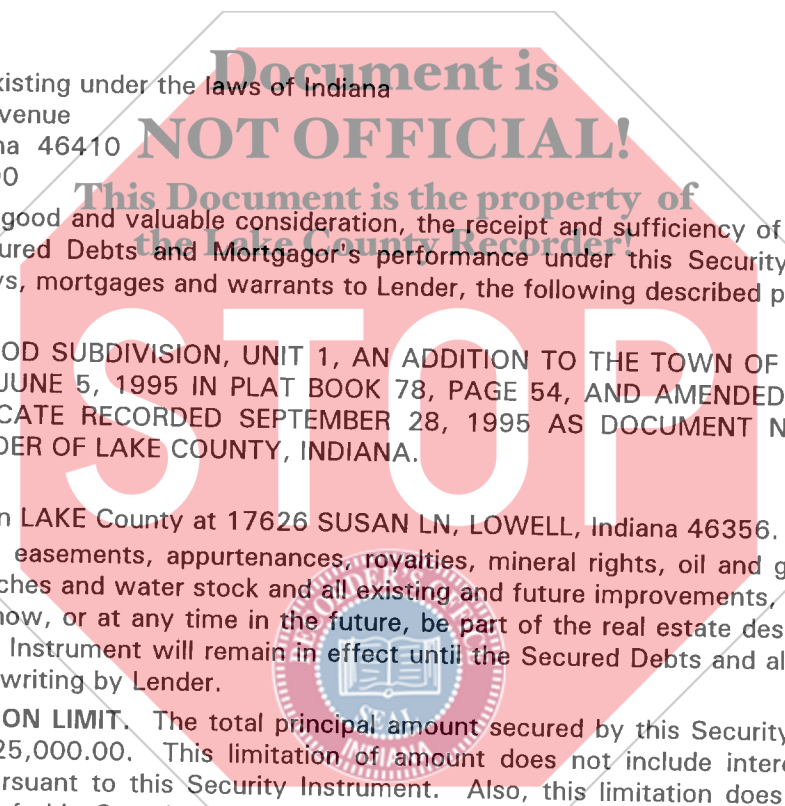 Document is
xisting under the laws of Indiana
venue
NOT OFFICIAL!
na 46410
00
This Document is the property of
good and valuable consideration, the receipt and sufficiency of
the Lake County Recorder!
ured Debts and Mortgagor's performance under this Security
ys, mortgages and warrants to Lender, the following described p
STOP
OD SUBDIVISION, UNIT 1, AN ADDITION TO THE TOWN OF
JUNE 5, 1995 IN PLAT BOOK 78, PAGE 54, AND AMENDED
CATE RECORDED SEPTEMBER 28, 1995 AS DOCUMENT N
DER OF LAKE COUNTY, INDIANA.
n LAKE County at 17626 SUSAN LN, LOWELL, Indiana 46356.
easements, appurtenances, royalties, mineral rights, oil and g
ches and water stock and all existing and future improvements,
now, or at any time in the future, be part of the real estate des
Instrument will remain in effect until the Secured Debts and al
writing by Lender.
RECORDER'S OFFICE
SEAL
INDIANA
ON LIMIT. The total principal amount secured by this Security
25,000.00. This limitation of amount does not include intere
rsuant to this Security Instrument. Also, this limitation does